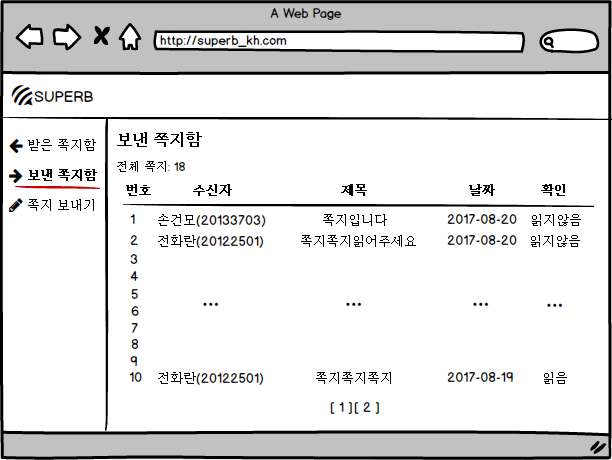 A Web Page
http://superb_kh.com
SUPERB
받은 쪽지함
보낸 쪽지함
쪽지 보내기
보낸 쪽지함
전체 쪽지: 18
번호 수신자 제목 날짜 확인
1 손건모(20133703) 쪽지입니다 2017-08-20 읽지않음
2 전화란(20122501) 쪽지쪽지읽어주세요 2017-08-20 읽지않음
3
4
5 ... ... ... ...
6
7
8
9
10 전화란(20122501) 쪽지쪽지쪽지 2017-08-19 읽음
[ 1 ][ 2 ]